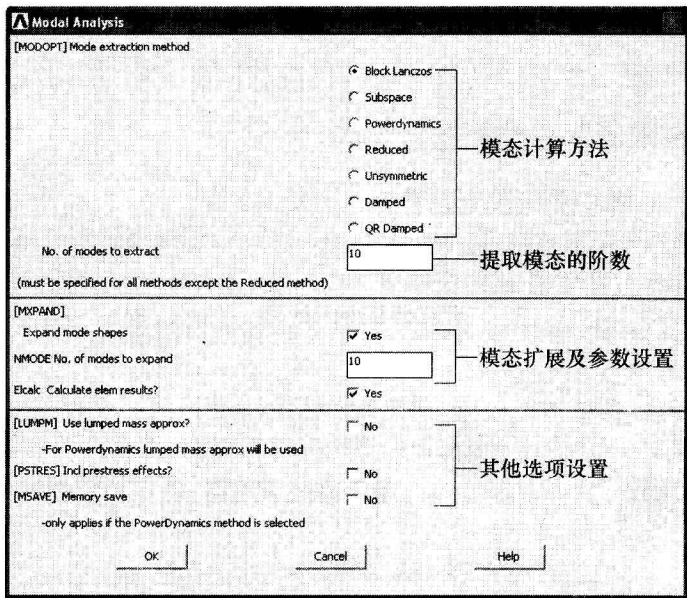 Modal Analysis
[MODOPT] Mode extraction method
Block Lanczos
Subspace
Powerdynamics
Reduced
Unsymmetric
Damped
QR Damped
模态计算方法
No. of modes to extract
10
提取模态的阶数
(must be specified for all methods except the Reduced method)
[MXPAND]
Expand mode shapes
Yes
NMODE No. of modes to expand
10
模态扩展及参数设置
Elcalc Calculate elem results?
Yes
[LUMPM] Use lumped mass approx?
No
-For Powerdynamics lumped mass approx will be used
[PSTRES] Incl prestress effects?
No
其他选项设置
[MSAVE] Memory save
No
-only applies if the PowerDynamics method is selected
OK
Cancel
Help